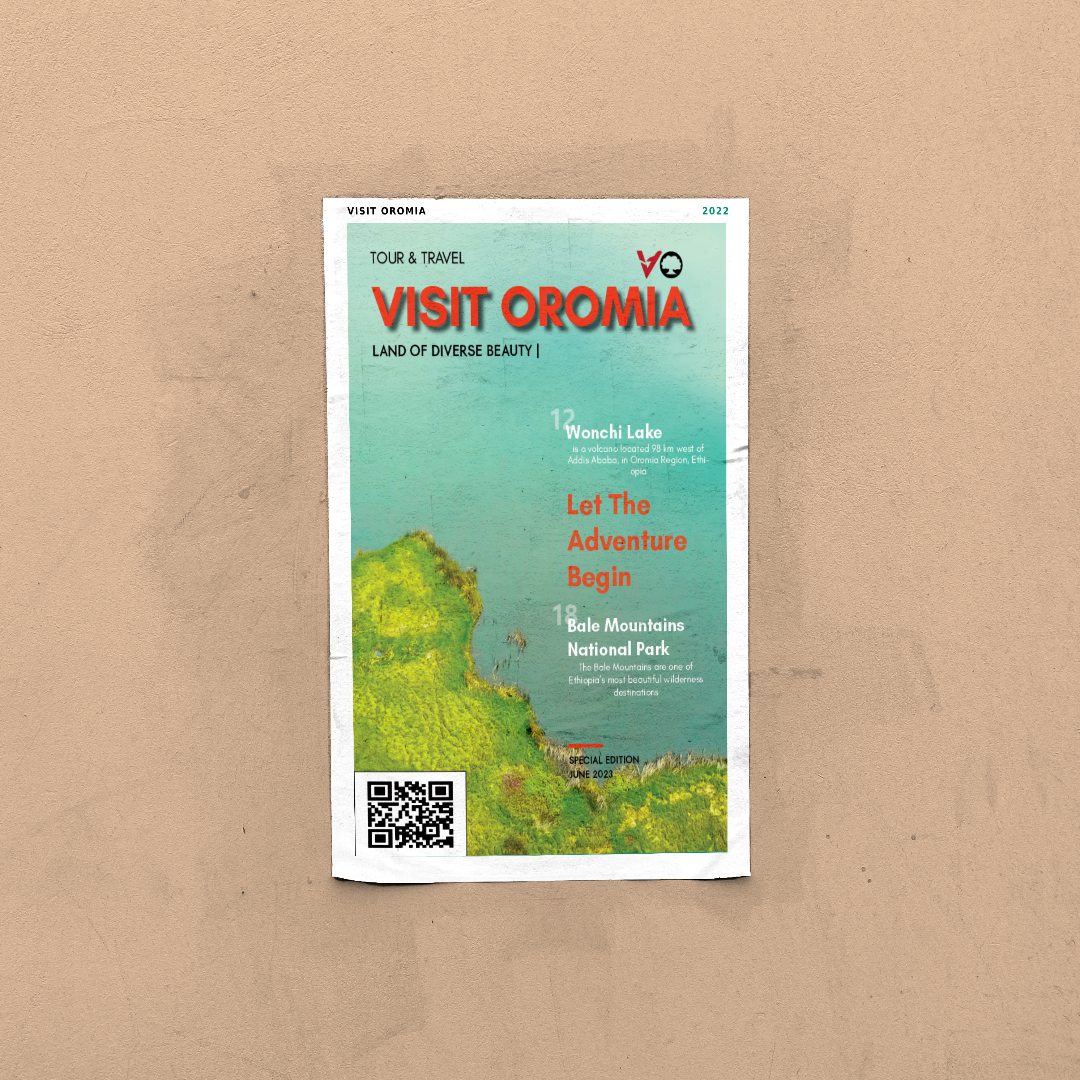 VISIT OROMIA 2022
TOUR & TRAVEL
VO
VISIT OROMIA
LAND OF DIVERSE BEAUTY |
12
Wonchi Lake
is a volcano located 98 km west of
Addis Ababa, in Oromia Region, Ethi-
opia
Let The
Adventure
Begin
18
Bale Mountains
National Park
The Bale Mountains are one of
Ethiopia's most beautiful wilderness
destinations
SPECIAL EDITION
JUNE 2023